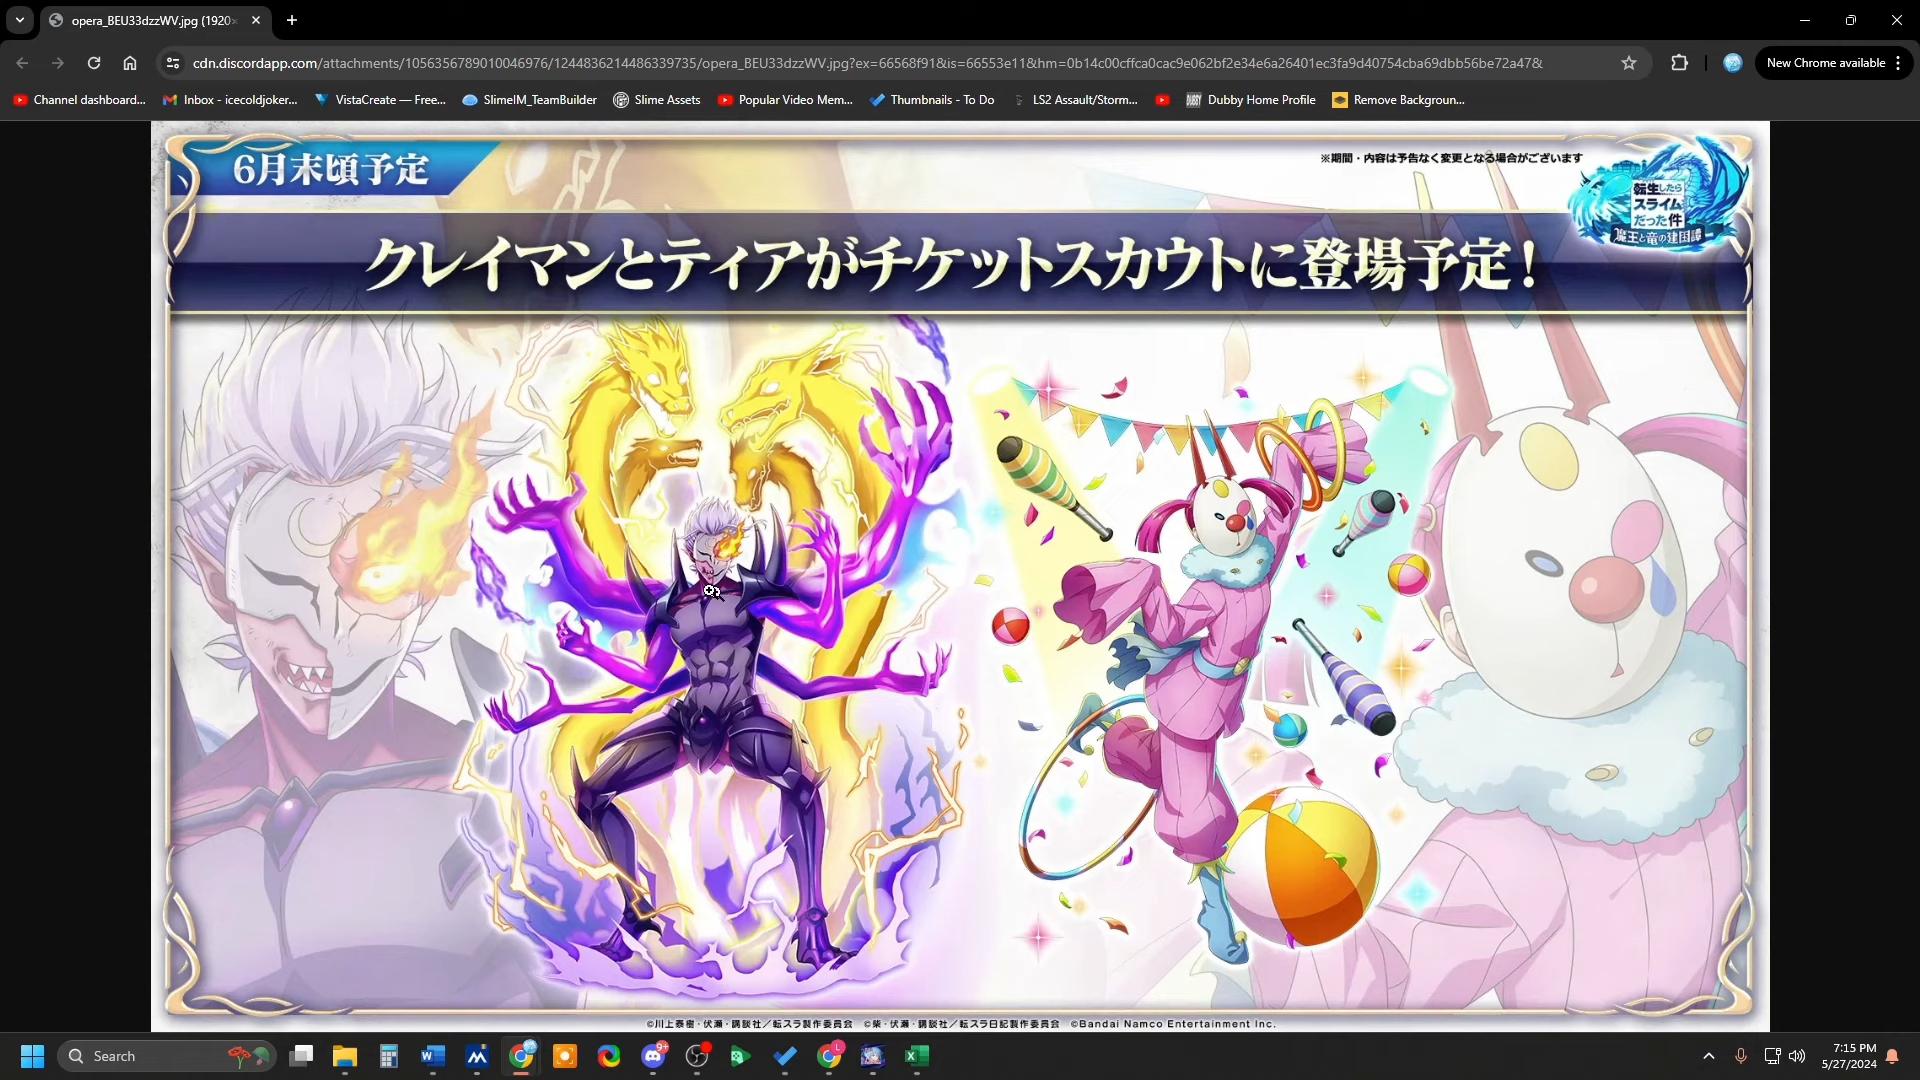 opera_BEU33dzzWV.jpg (1920×
cdn.discordapp.com/attachments/1056356789010046976/1244836214486339735/opera_BEU33dzzWV.jpg?ex=66568f91&is=66553e11&hm=0b14c00cffca0cac9e062bf2e34e6a26401ec3fa9d40754cba69dbb56be72a47&
New Chrome available
Channel dashboard...
Inbox - icecoldjoker...
VistaCreate — Free...
SlimeIM_TeamBuilder
Slime Assets
Popular Video Mem...
Thumbnails - To Do
LS2 Assault/Storm...
DUBBY
Dubby Home Profile
Remove Backgroun...
6月末頃予定
※期間・内容は予告なく変更となる場合がございます
転生したら
スライム
だった件
魔王と竜の建国譚
クレイマンとティアがチケットスカウトに登場予定!
©川上泰樹・伏瀬・講談社/転スラ製作委員会 ©柴・伏瀬・講談社/転スラ日記製作委員会 ©Bandai Namco Entertainment Inc.
Search
9+
L
7:15 PM
5/27/2024